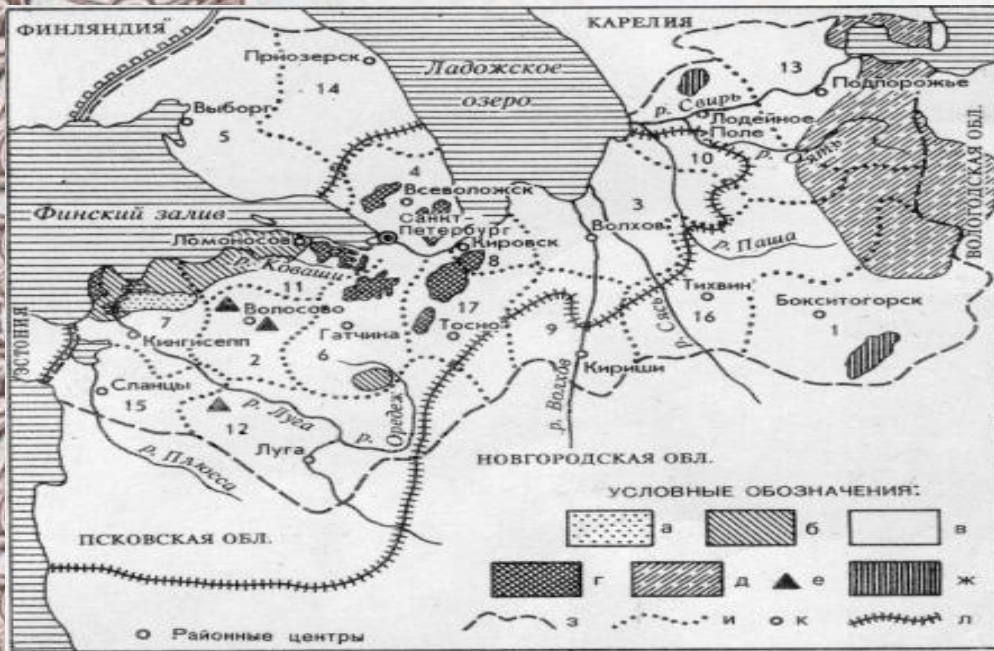 ФИНЛЯНДИЯ
КАРЕЛИЯ
Приозерск
14
Ладожское
озеро
13
Подпорожье
р. Свирь
Лодейное
Поле
р. Оять
10
Выборг
5
4
Всеволожск
Санкт-
Петербург
Финский залив
Ломоносов
Кировск
8
3
Волхов
р. Паша
ВОЛОГОДСКАЯ ОБЛ.
р. Коваши
11
7
Волосово
Кингисепп
2
Гатчина
6
17
Тосно
9
Тихвин
16
р. Сясь
Бокситогорск
1
ЭСТОНИЯ
Сланцы
15
12
р. Луга
Луга
р. Оредеж
р. Волхов
Кириши
р. Плюсса
НОВГОРОДСКАЯ ОБЛ.
ПСКОВСКАЯ ОБЛ.
УСЛОВНЫЕ ОБОЗНАЧЕНИЯ:
а б в
г д е ж
з и к л
Районные центры